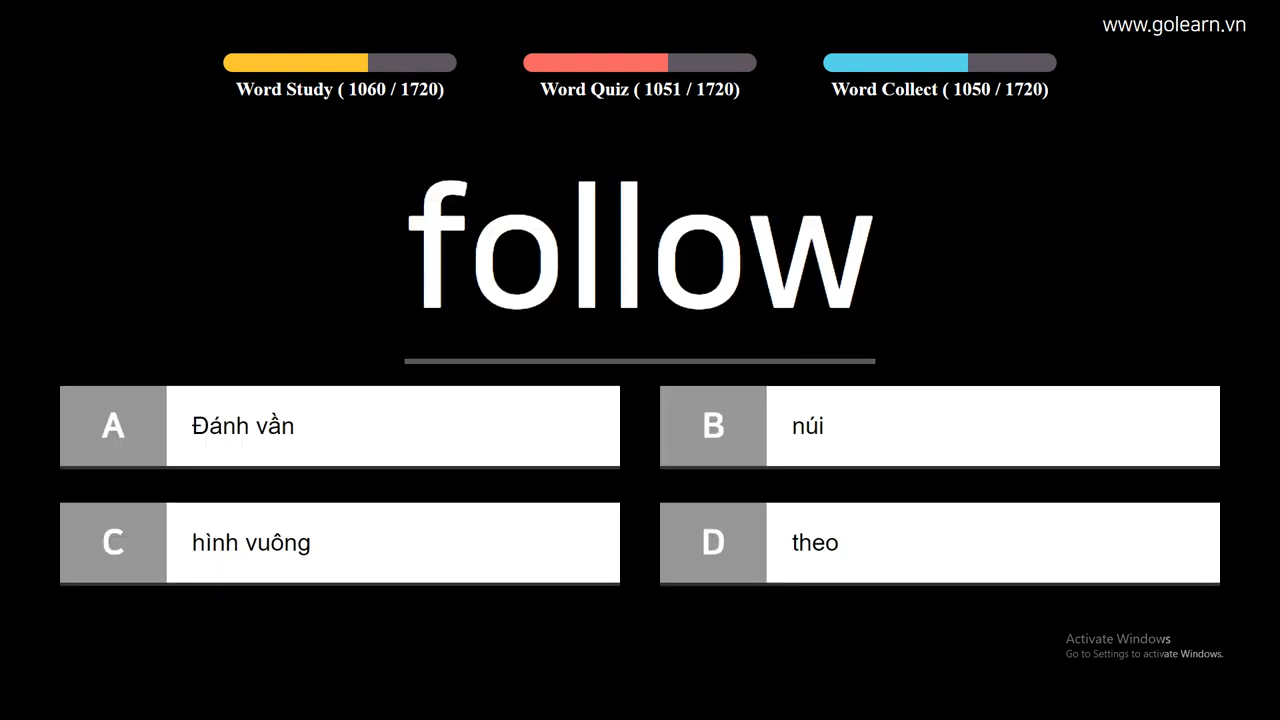 www.golearn.vn
Word Study ( 1060 / 1720)
Word Quiz ( 1051 / 1720)
Word Collect ( 1050 / 1720)
follow
A Đánh vần
B núi
C hình vuông
D theo
Activate Windows
Go to Settings to activate Windows.